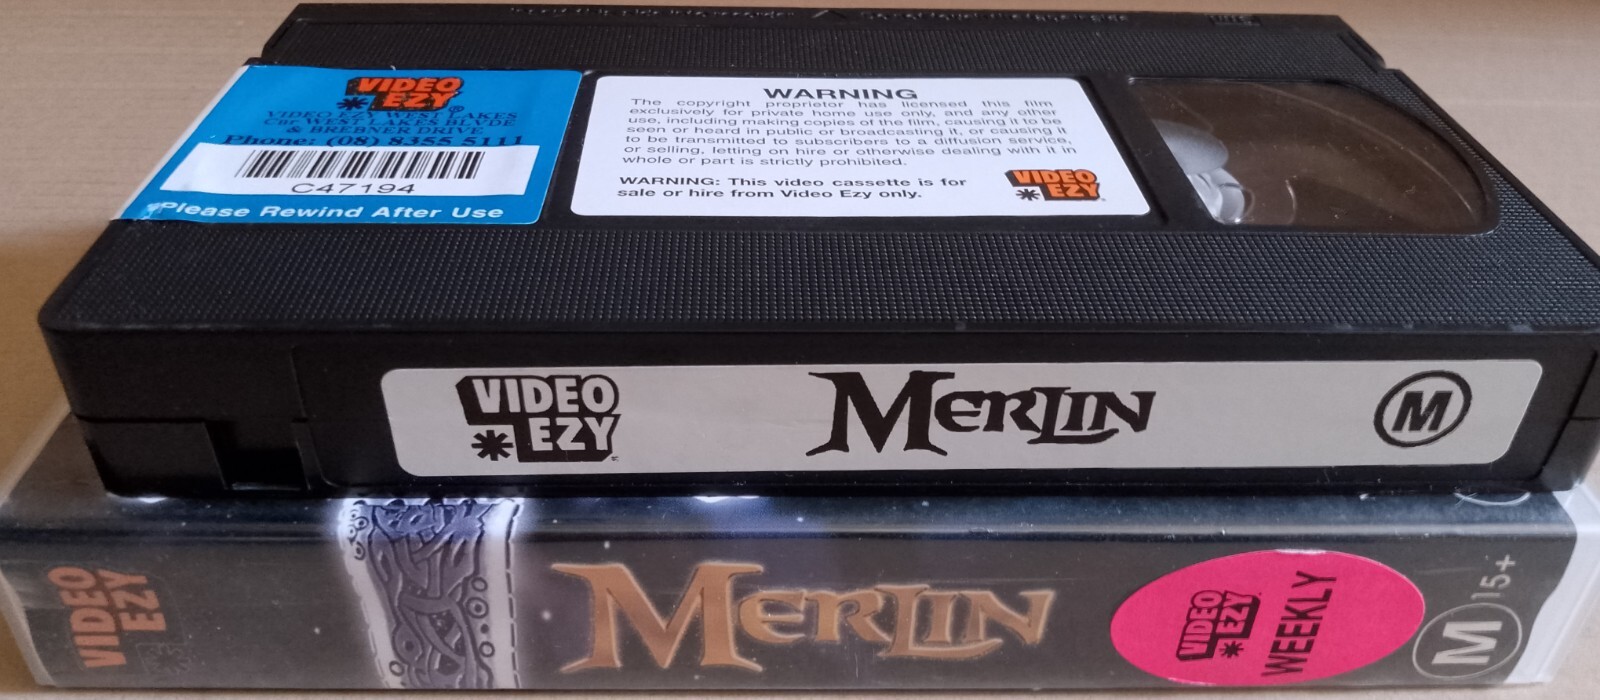 VIDEO
EZY®
VIDEO EZY WEST LAKES
Cnr WEST LAKES BLVDE
& BREBNER DRIVE
Phone: (08) 8355 5111
C47194
Please Rewind After Use
WARNING
The copyright proprietor has licensed this film
exclusively for private home use only, and any other
use, including making copies of the film, causing it to be
seen or heard in public or broadcasting it, or causing it
to be transmitted to subscribers to a diffusion service,
or selling, letting on hire or otherwise dealing with it in
whole or part is strictly prohibited.
WARNING: This video cassette is for
sale or hire from Video Ezy only.
VIDEO
EZY
VIDEO
EZY
MERLIN
M
VIDEO
EZY
MERLIN
VIDEO
EZY
WEEKLY
M 15+